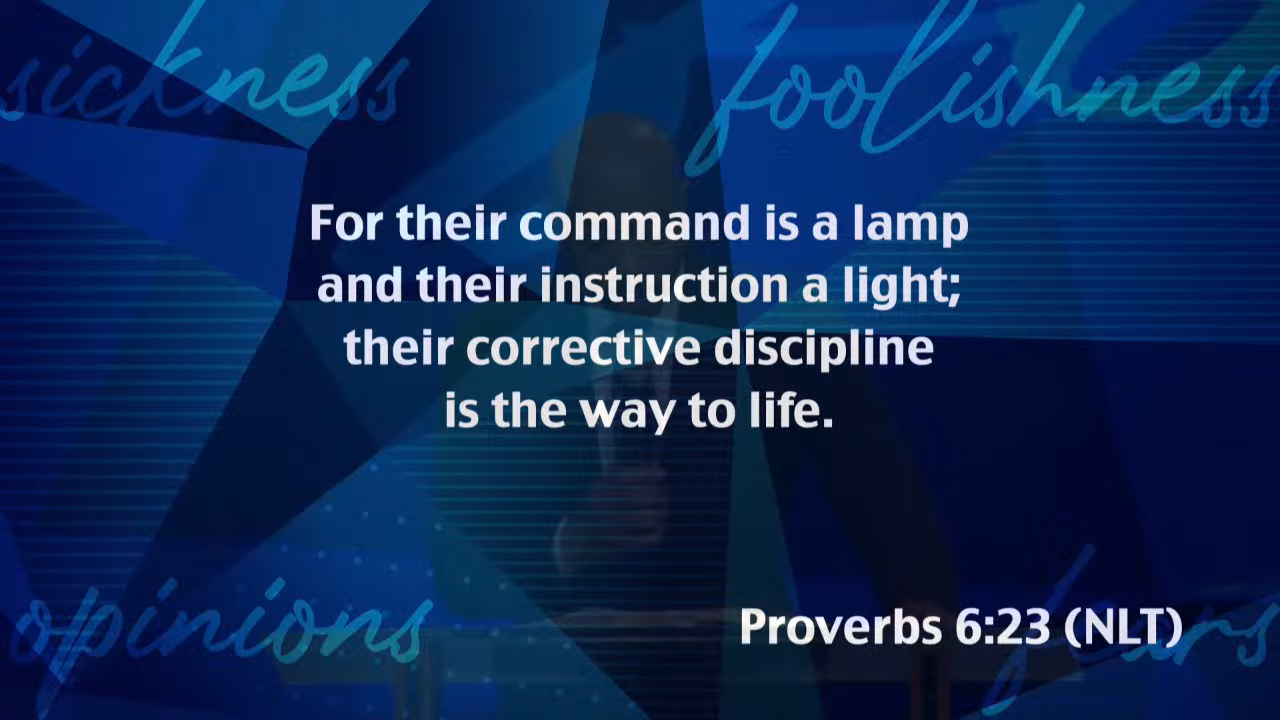 sickness
foolishness
For their command is a lamp
and their instruction a light;
their corrective discipline
is the way to life.
opinions
Proverbs 6:23 (NLT)